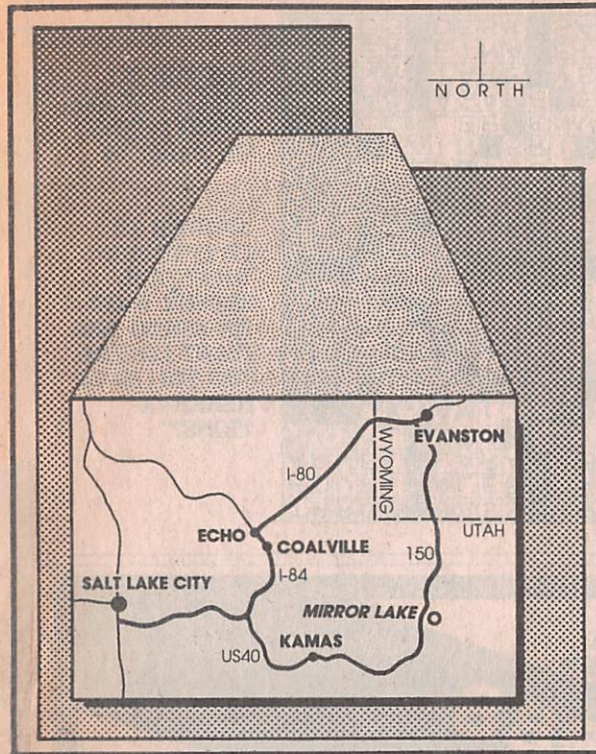 NORTH
EVANSTON
WYOMING
I-80
UTAH
ECHO
COALVILLE
150
I-84
SALT LAKE CITY
MIRROR LAKE
KAMAS
US40